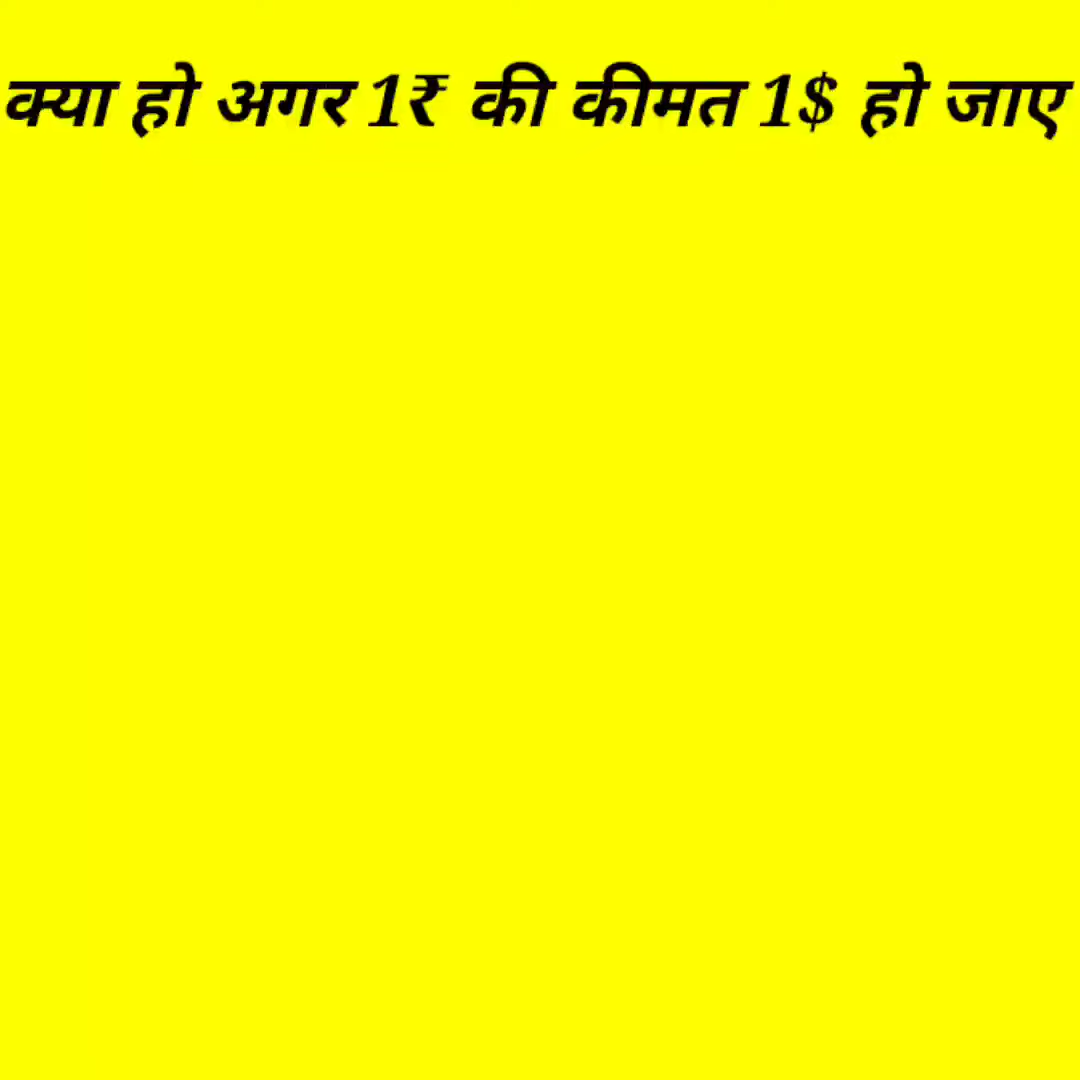 क्या हो अगर 1₹ की कीमत 1$ हो जाए